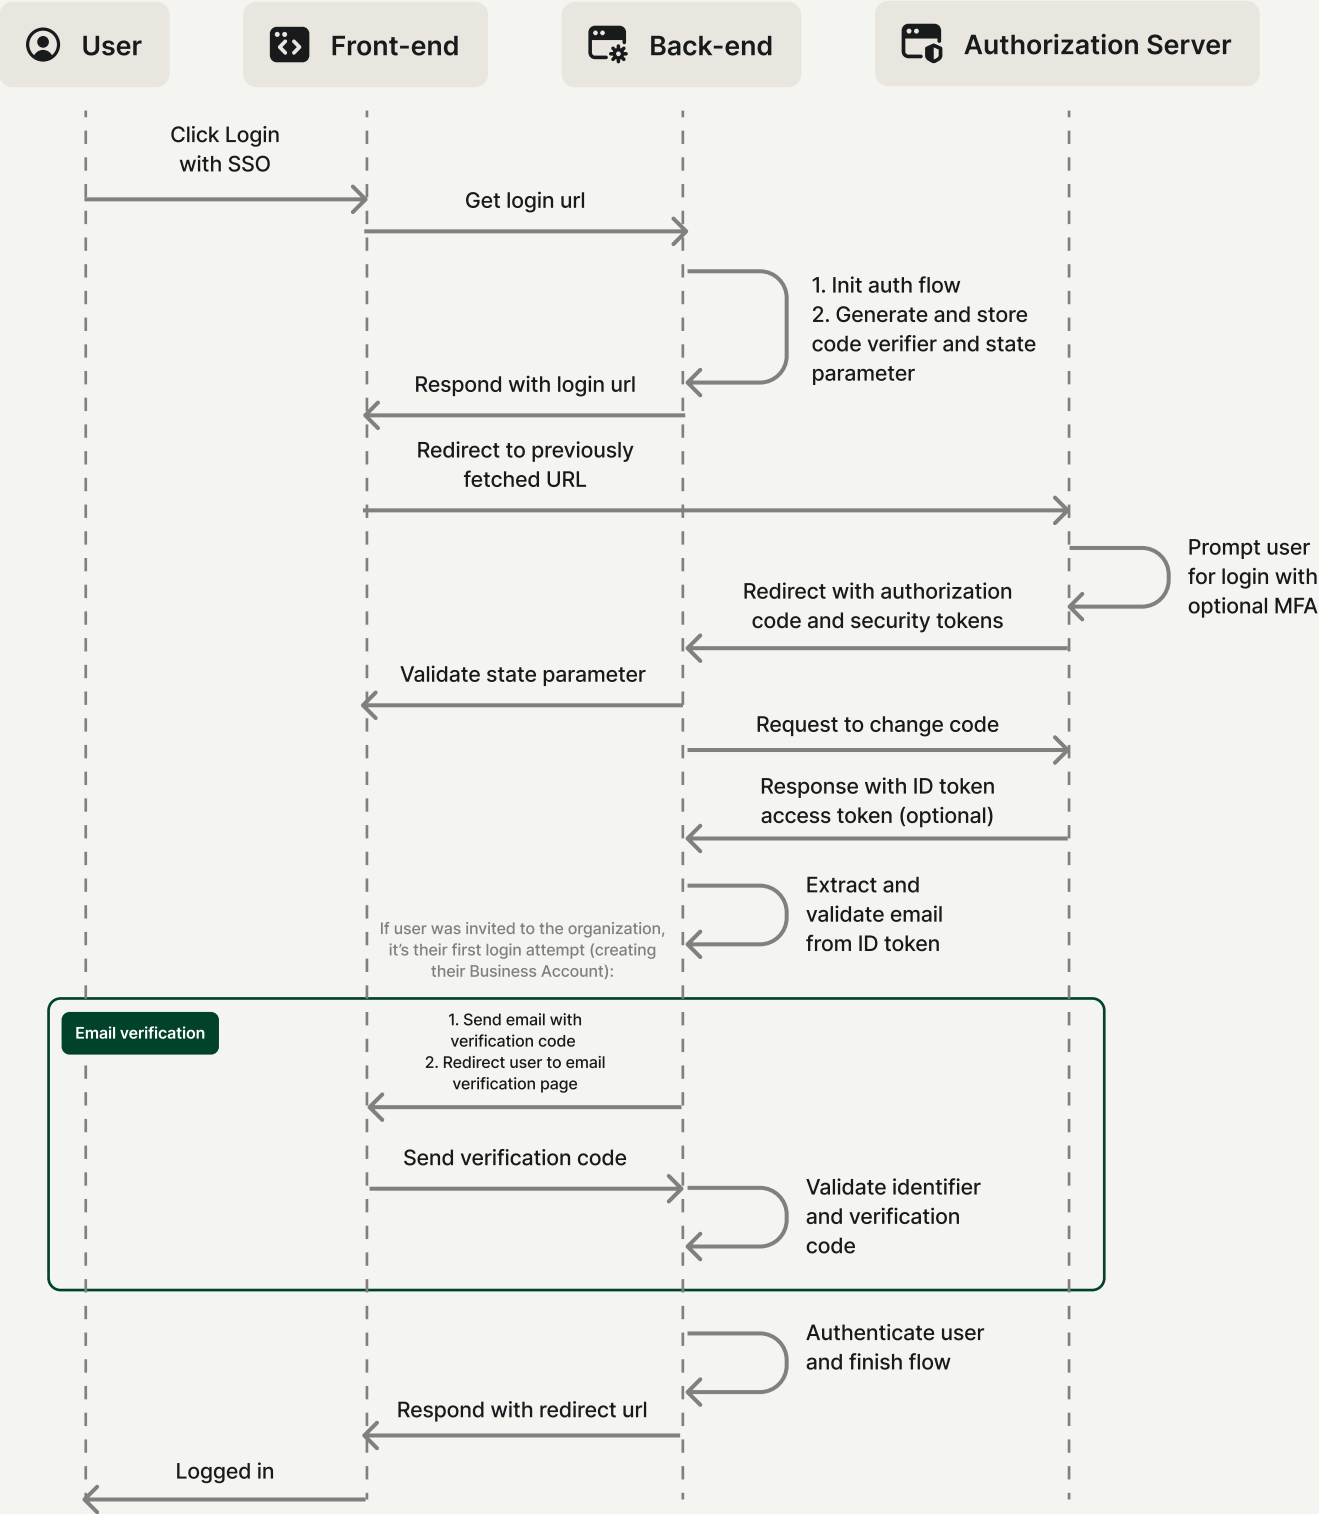 User
Front-end
Back-end
Authorization Server
Click Login
with SSO
Get login url
1. Init auth flow
2. Generate and store
code verifier and state
parameter
Respond with login url
Redirect to previously
fetched URL
Prompt user
for login with
optional MFA
Redirect with authorization
code and security tokens
Validate state parameter
Request to change code
Response with ID token
access token (optional)
Extract and
validate email
from ID token
If user was invited to the organization,
it’s their first login attempt (creating
their Business Account):
Email verification
1. Send email with
verification code
2. Redirect user to email
verification page
Send verification code
Validate identifier
and verification
code
Authenticate user
and finish flow
Respond with redirect url
Logged in